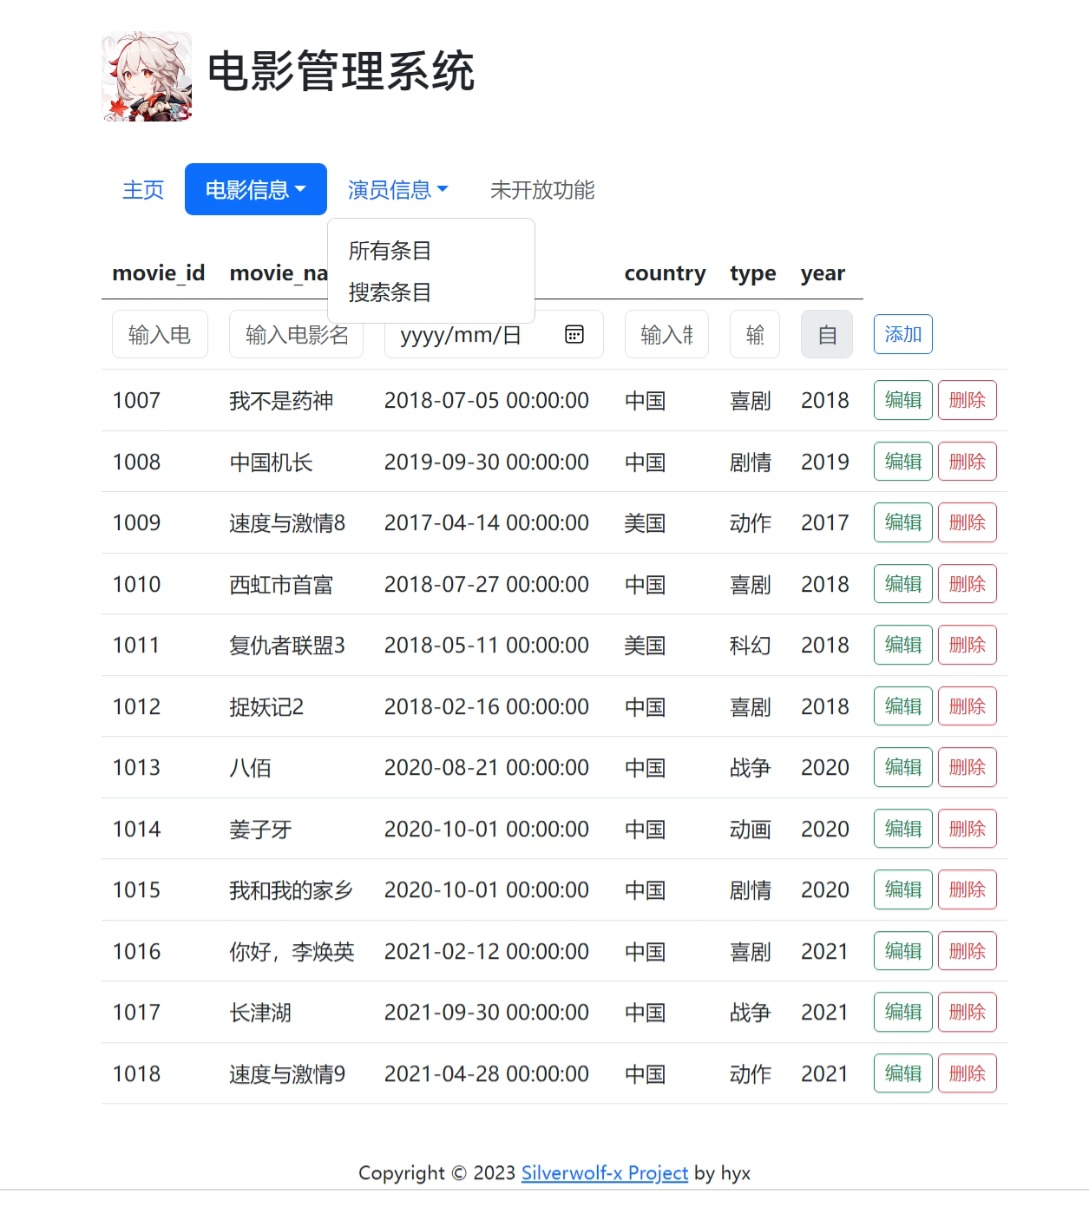 电影管理系统
主页 电影信息 演员信息 未开放功能
所有条目
搜索条目
movie_id movie_na country type year
输入电 输入电影名 yyyy/mm/日 输入制 输 自 添加
1007 我不是药神 2018-07-05 00:00:00 中国 喜剧 2018 编辑 删除
1008 中国机长 2019-09-30 00:00:00 中国 剧情 2019 编辑 删除
1009 速度与激情8 2017-04-14 00:00:00 美国 动作 2017 编辑 删除
1010 西虹市首富 2018-07-27 00:00:00 中国 喜剧 2018 编辑 删除
1011 复仇者联盟3 2018-05-11 00:00:00 美国 科幻 2018 编辑 删除
1012 捉妖记2 2018-02-16 00:00:00 中国 喜剧 2018 编辑 删除
1013 八佰 2020-08-21 00:00:00 中国 战争 2020 编辑 删除
1014 姜子牙 2020-10-01 00:00:00 中国 动画 2020 编辑 删除
1015 我和我的家乡 2020-10-01 00:00:00 中国 剧情 2020 编辑 删除
1016 你好，李焕英 2021-02-12 00:00:00 中国 喜剧 2021 编辑 删除
1017 长津湖 2021-09-30 00:00:00 中国 战争 2021 编辑 删除
1018 速度与激情9 2021-04-28 00:00:00 中国 动作 2021 编辑 删除
Copyright © 2023 Silverwolf-x Project by hyx